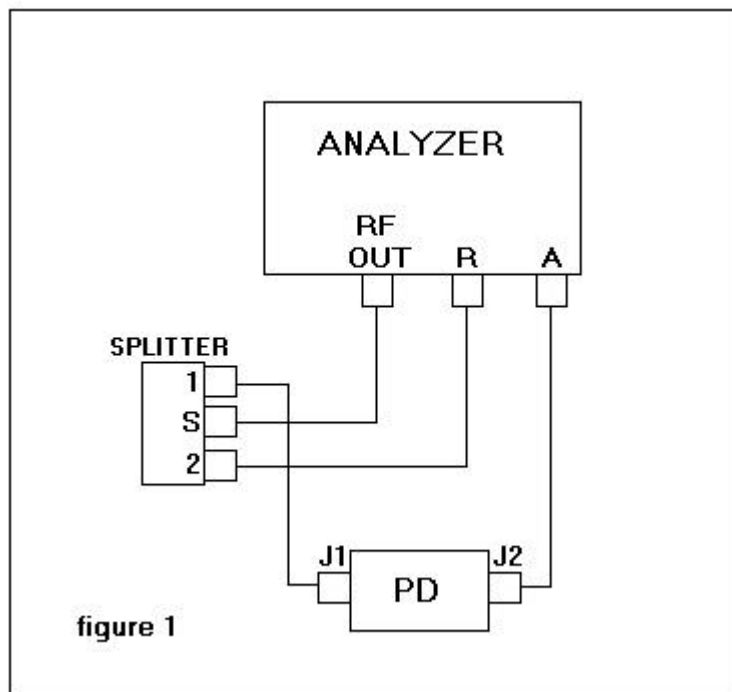 ANALYZER
RF
OUT R A
SPLITTER
1
S
2
J1 J2
PD
figure 1